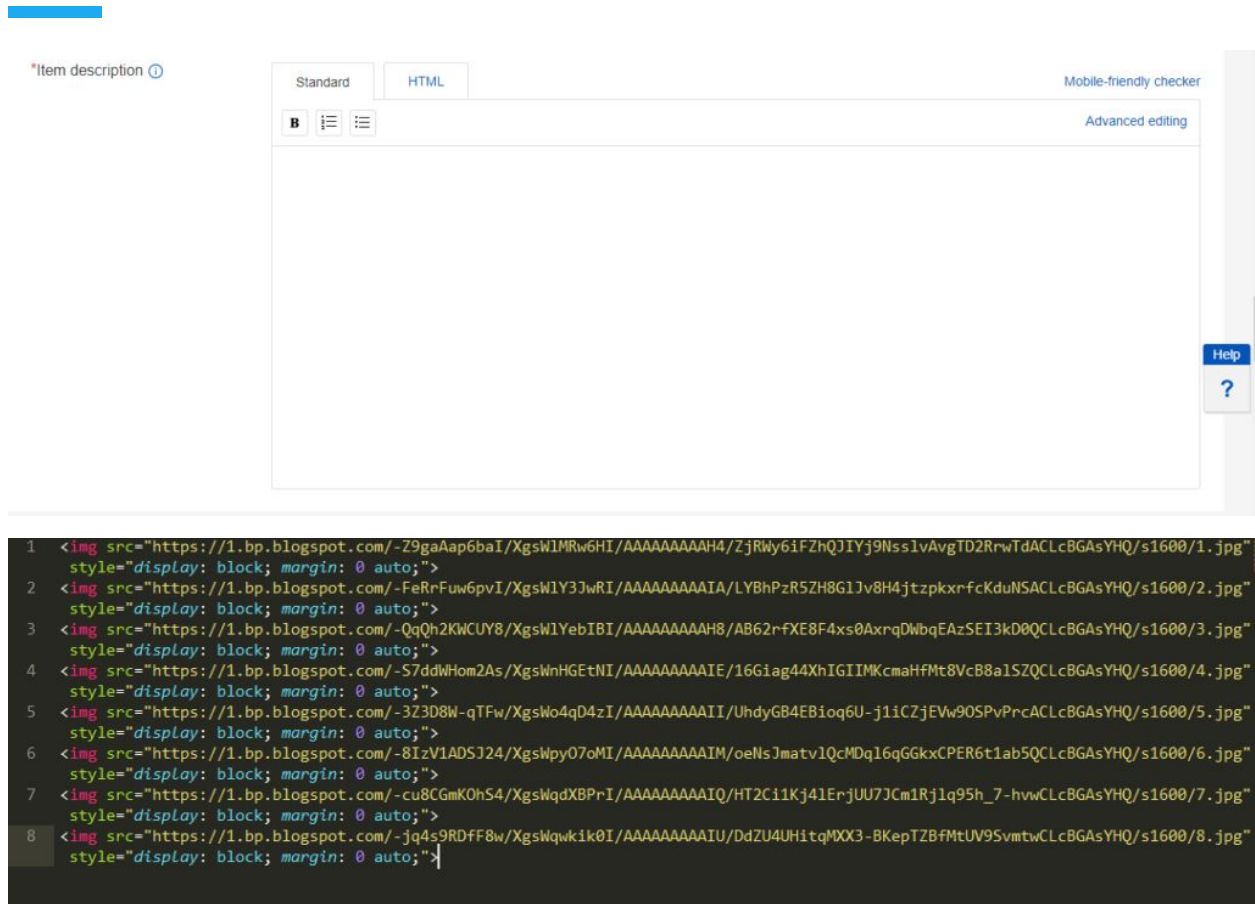 *Item description
Standard
HTML
Mobile-friendly checker
B
Advanced editing
Help
?
1 <img src="https://1.bp.blogspot.com/-Z9gaAap6baI/XgsWlMRw6HI/AAAAAAAAAH4/ZjRWy6iFZhQJIYj9NsslvAvgTD2RrwTdACLcBGAsYHQ/s1600/1.jpg"
style="display: block; margin: 0 auto;">
2 <img src="https://1.bp.blogspot.com/-FeRrFuw6pvI/XgsWlY3JwRI/AAAAAAAAAIA/LYBhPzR5ZH8GlJv8H4jtzpkxrfcKduNSACLcBGAsYHQ/s1600/2.jpg"
style="display: block; margin: 0 auto;">
3 <img src="https://1.bp.blogspot.com/-QqQh2KWCUY8/XgsWlYebIBI/AAAAAAAAAH8/AB62rfXE8F4xs0AxrqDWbqEAzSEI3kD0QCLcBGAsYHQ/s1600/3.jpg"
style="display: block; margin: 0 auto;">
4 <img src="https://1.bp.blogspot.com/-S7ddWHom2As/XgsWnHGEtNI/AAAAAAAAAIE/16Giag44XhIGIIMKcmaHfMt8VcB8alSZQCLcBGAsYHQ/s1600/4.jpg"
style="display: block; margin: 0 auto;">
5 <img src="https://1.bp.blogspot.com/-3Z3D8W-qTFw/XgsWo4qD4zI/AAAAAAAAAII/UhdyGB4EBioq6U-j1iCZjEVw9OSPvPrcACLcBGAsYHQ/s1600/5.jpg"
style="display: block; margin: 0 auto;">
6 <img src="https://1.bp.blogspot.com/-8IzV1ADSJ24/XgsWpyO7oMI/AAAAAAAAAIM/oeNsJmatvlQcMDql6qGGkxCPER6t1ab5QCLcBGAsYHQ/s1600/6.jpg"
style="display: block; margin: 0 auto;">
7 <img src="https://1.bp.blogspot.com/-cu8CGmKOhS4/XgsWqdXBPrI/AAAAAAAAAIQ/HT2Ci1Kj4lErjUU7JCm1Rjlq95h_7-hvwCLcBGAsYHQ/s1600/7.jpg"
style="display: block; margin: 0 auto;">
8 <img src="https://1.bp.blogspot.com/-jq4s9RDfF8w/XgsWqwkik0I/AAAAAAAAAIU/DdZU4UHitqMXX3-BKepTZBfMtUV9SvmtwCLcBGAsYHQ/s1600/8.jpg"
style="display: block; margin: 0 auto;">